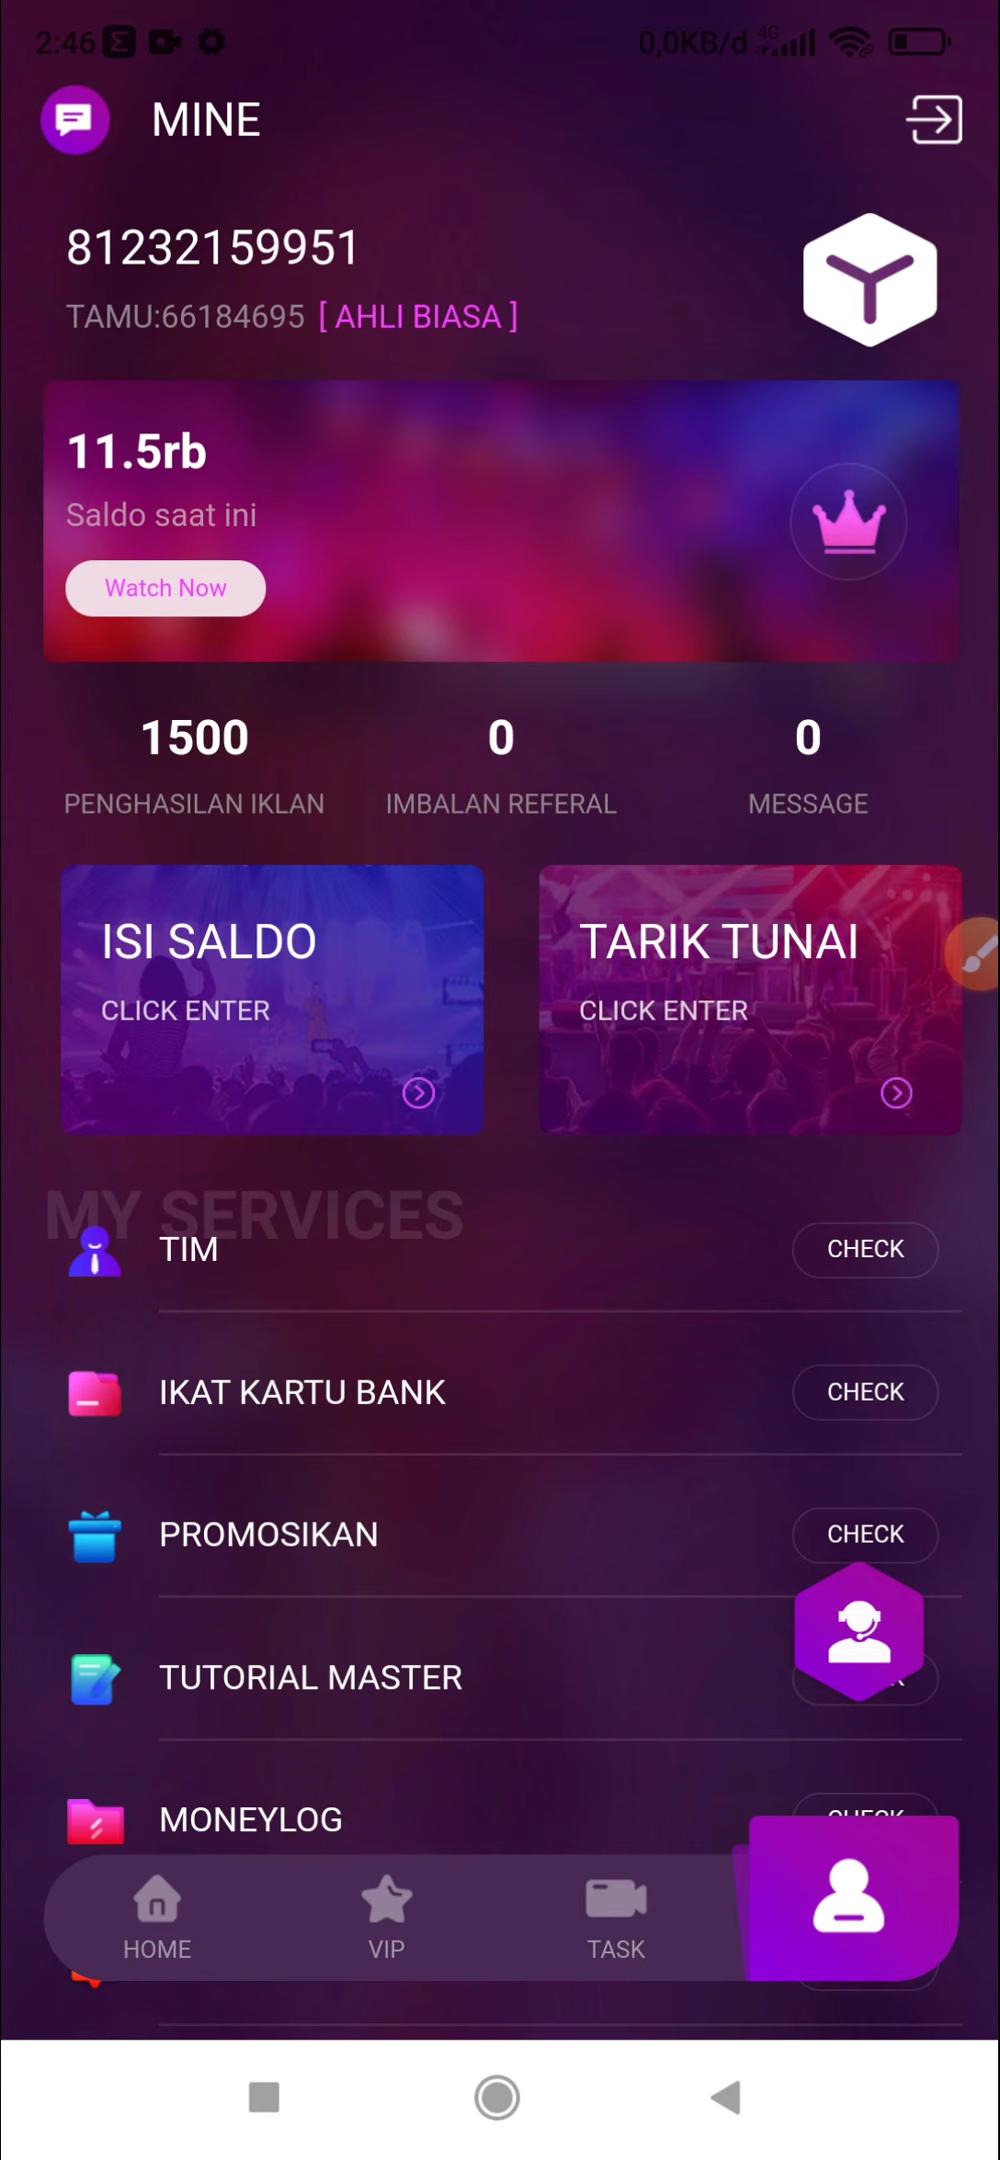 2:46
0,0KB/d 4G
MINE
81232159951
TAMU:66184695 [ AHLI BIASA ]
11.5rb
Saldo saat ini
Watch Now
1500
0
0
PENGHASILAN IKLAN
IMBALAN REFERAL
MESSAGE
ISI SALDO
CLICK ENTER
TARIK TUNAI
CLICK ENTER
MY SERVICES
TIM
CHECK
IKAT KARTU BANK
CHECK
PROMOSIKAN
CHECK
TUTORIAL MASTER
MONEYLOG
CHECK
HOME
VIP
TASK